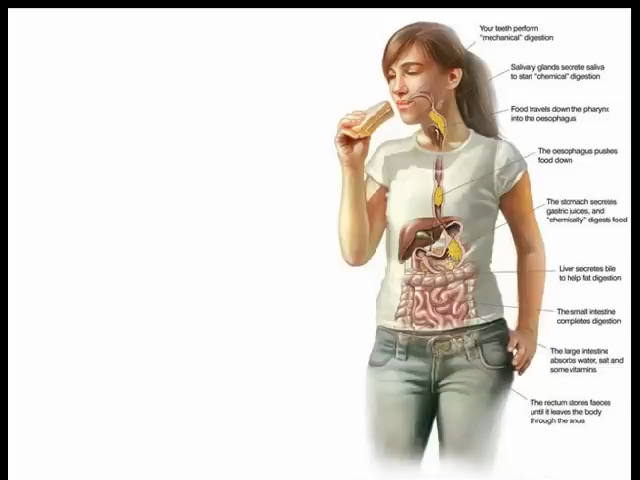 Your teeth perform
"mechanical" digestion
Salivary glands secrete saliva
to start "chemical" digestion
Food travels down the pharynx
into the oesophagus
The oesophagus pushes
food down
The stomach secretes
gastric juices, and
"chemically" digests food
Liver secretes bile
to help fat digestion
The small intestine
completes digestion
The large intestine
absorbs water, salt and
some vitamins
The rectum stores faeces
until it leaves the body
through the anus